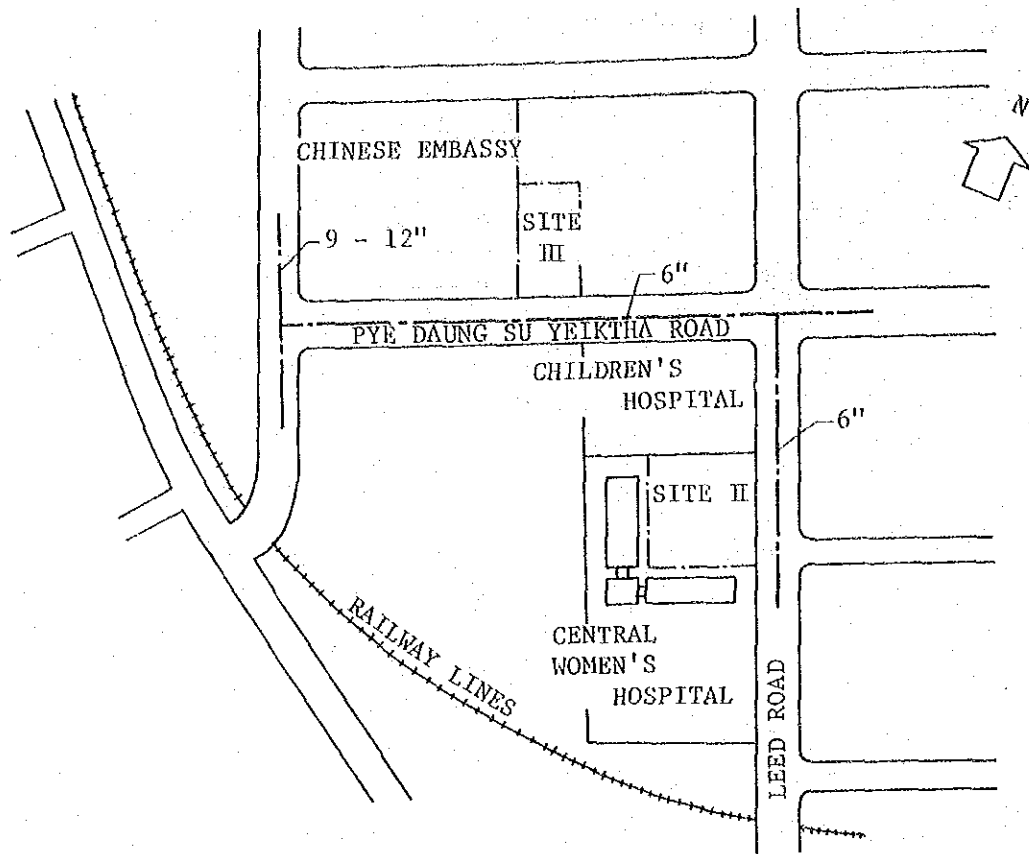 N
CHINESE EMBASSY
SITE
III
9 - 12"
6"
PYE DAUNG SU YEIKTHA ROAD
CHILDREN'S
HOSPITAL
6"
SITE II
RAILWAY LINES
CENTRAL
WOMEN'S
HOSPITAL
LEED ROAD